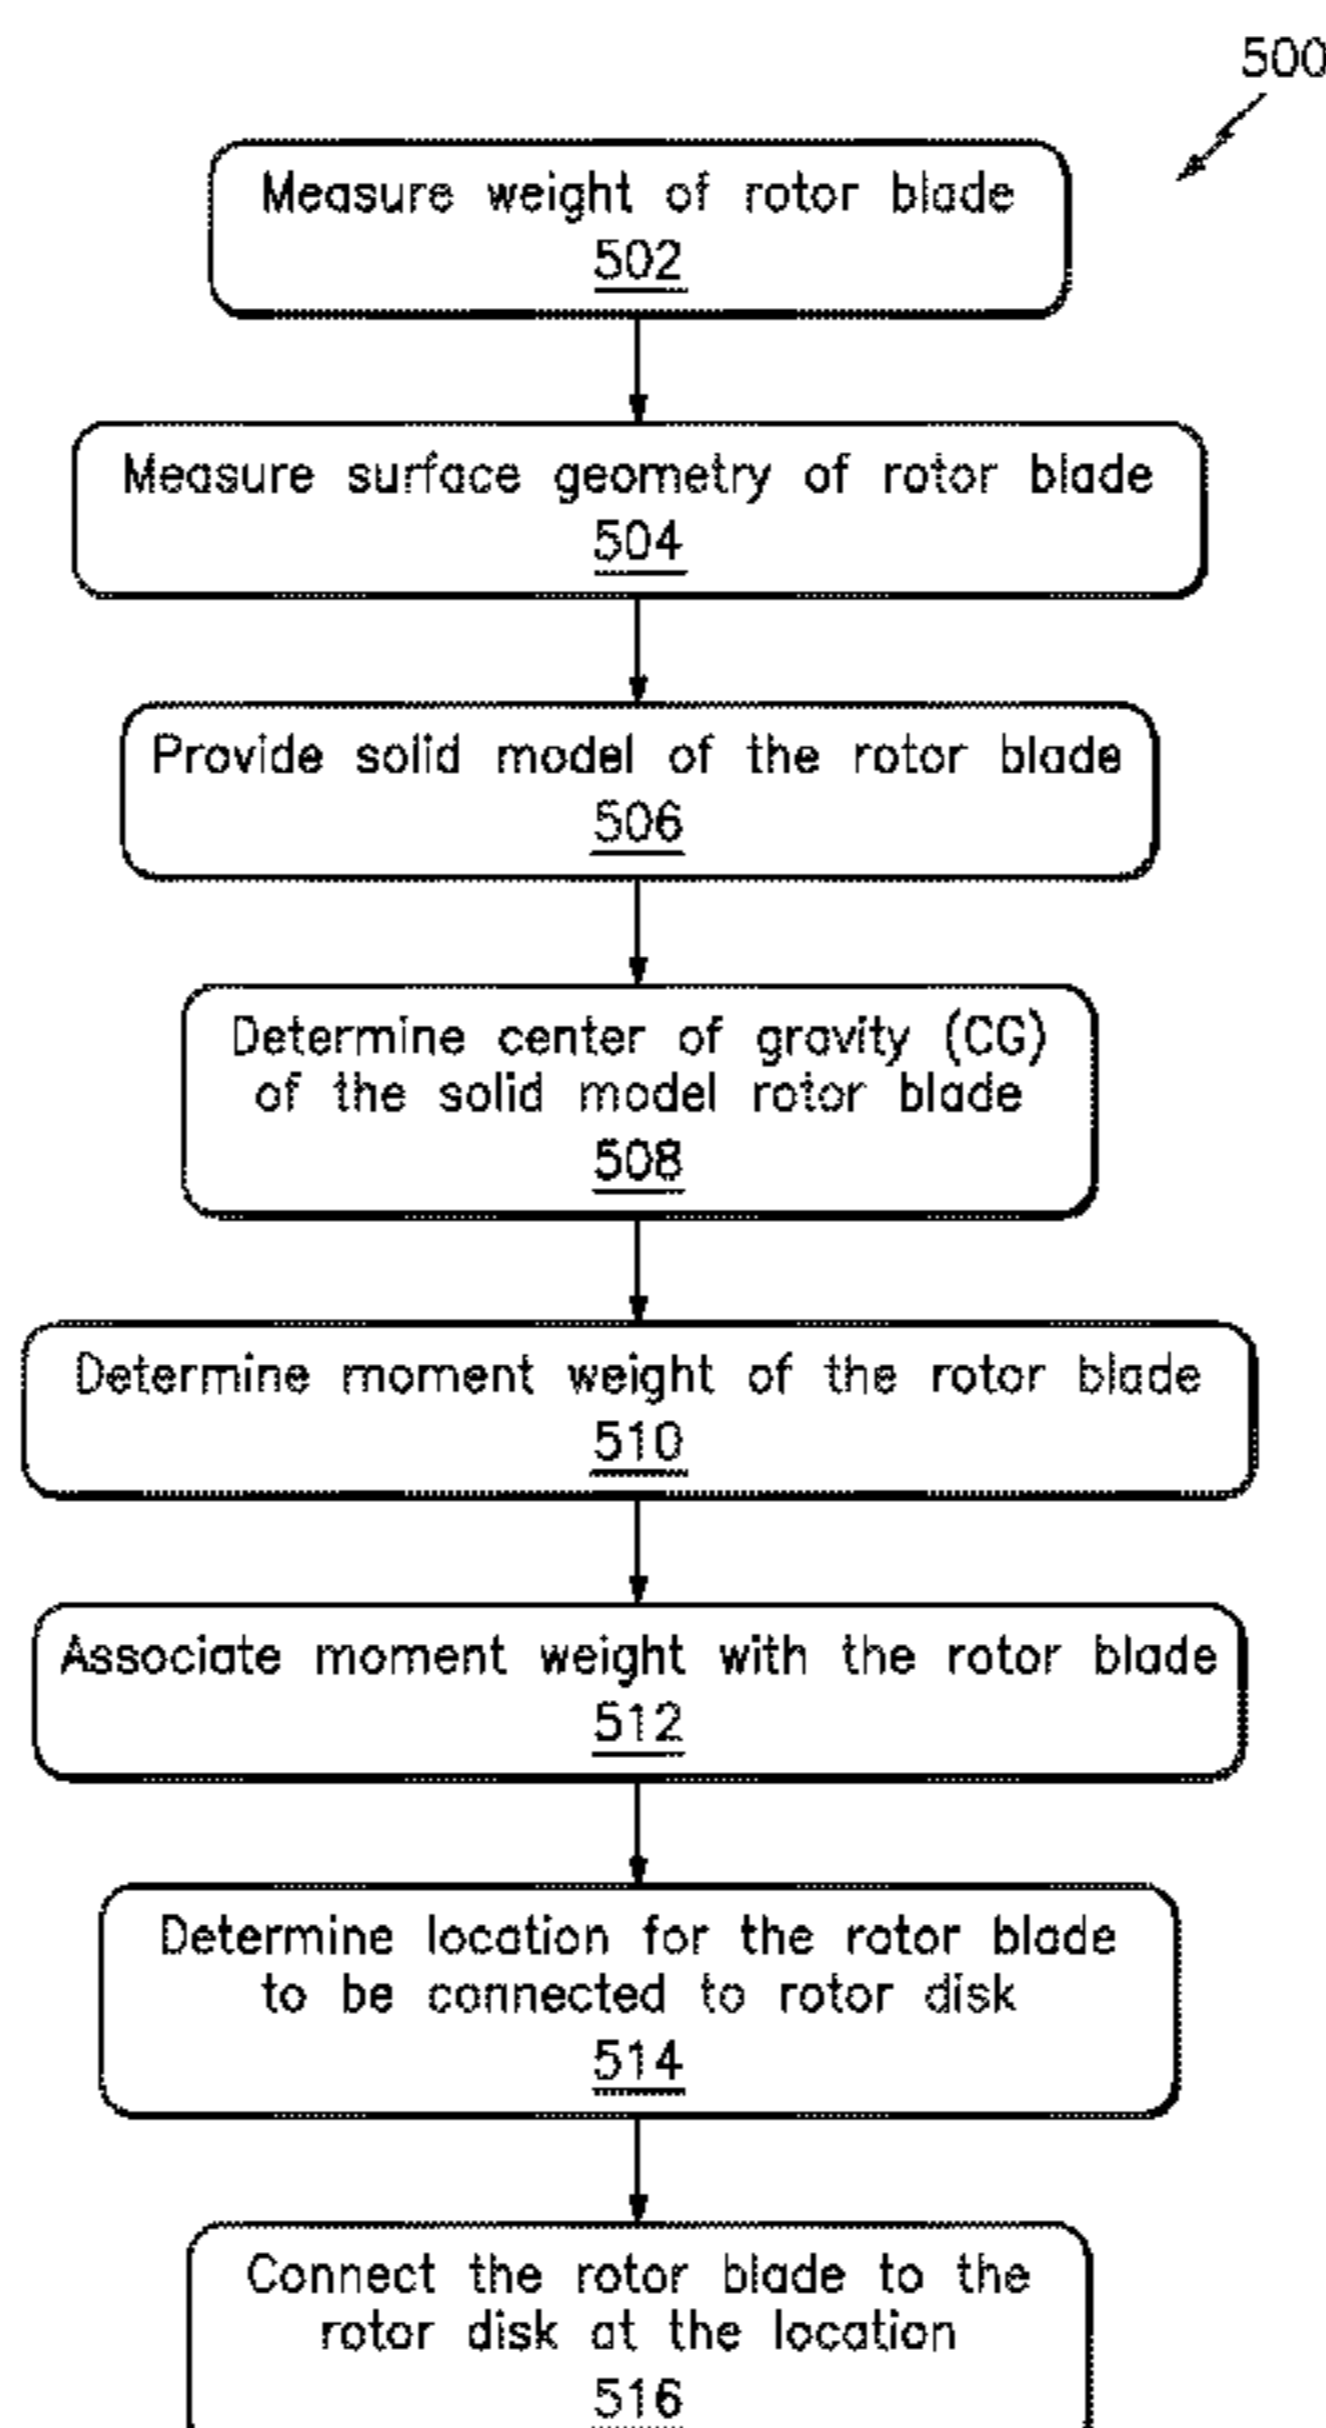 500
Measure weight of rotor blade
502
Measure surface geometry of rotor blade
504
Provide solid model of the rotor blade
506
Determine center of gravity (CG)
of the solid model rotor blade
508
Determine moment weight of the rotor blade
510
Associate moment weight with the rotor blade
512
Determine location for the rotor blade
to be connected to rotor disk
514
Connect the rotor blade to the
rotor disk at the location
516